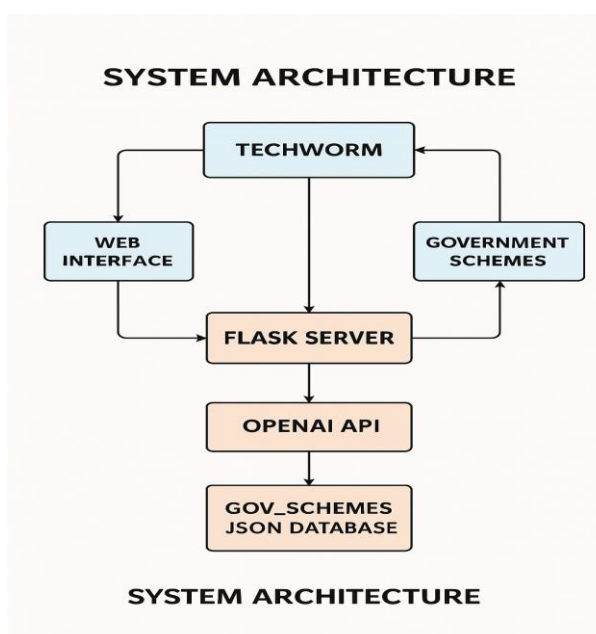 SYSTEM ARCHITECTURE
TECHWORM
WEB
INTERFACE
GOVERNMENT
SCHEMES
FLASK SERVER
OPENAI API
GOV_SCHEMES
JSON DATABASE
SYSTEM ARCHITECTURE